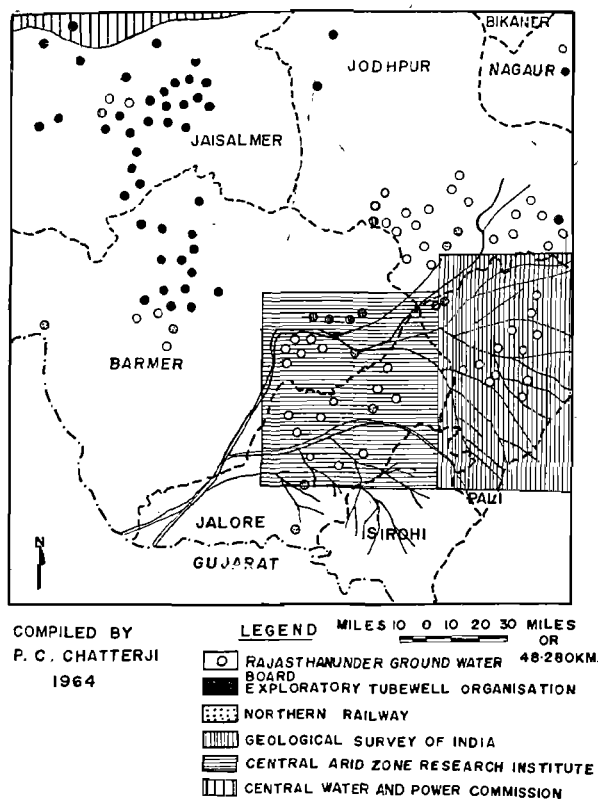 BIKANER
JODHPUR
NAGAUR
JAISALMER
BARMER
PALI
JALORE
SIROHI
GUJARAT
N
COMPILED BY
P. C. CHATTERJI
1964
LEGEND
MILES 10 0 10 20 30 MILES
OR
48·280KM.
RAJASTHANUNDER GROUND WATER
BOARD
EXPLORATORY TUBEWELL ORGANISATION
NORTHERN RAILWAY
GEOLOGICAL SURVEY OF INDIA
CENTRAL ARID ZONE RESEARCH INSTITUTE
CENTRAL WATER AND POWER COMMISSION